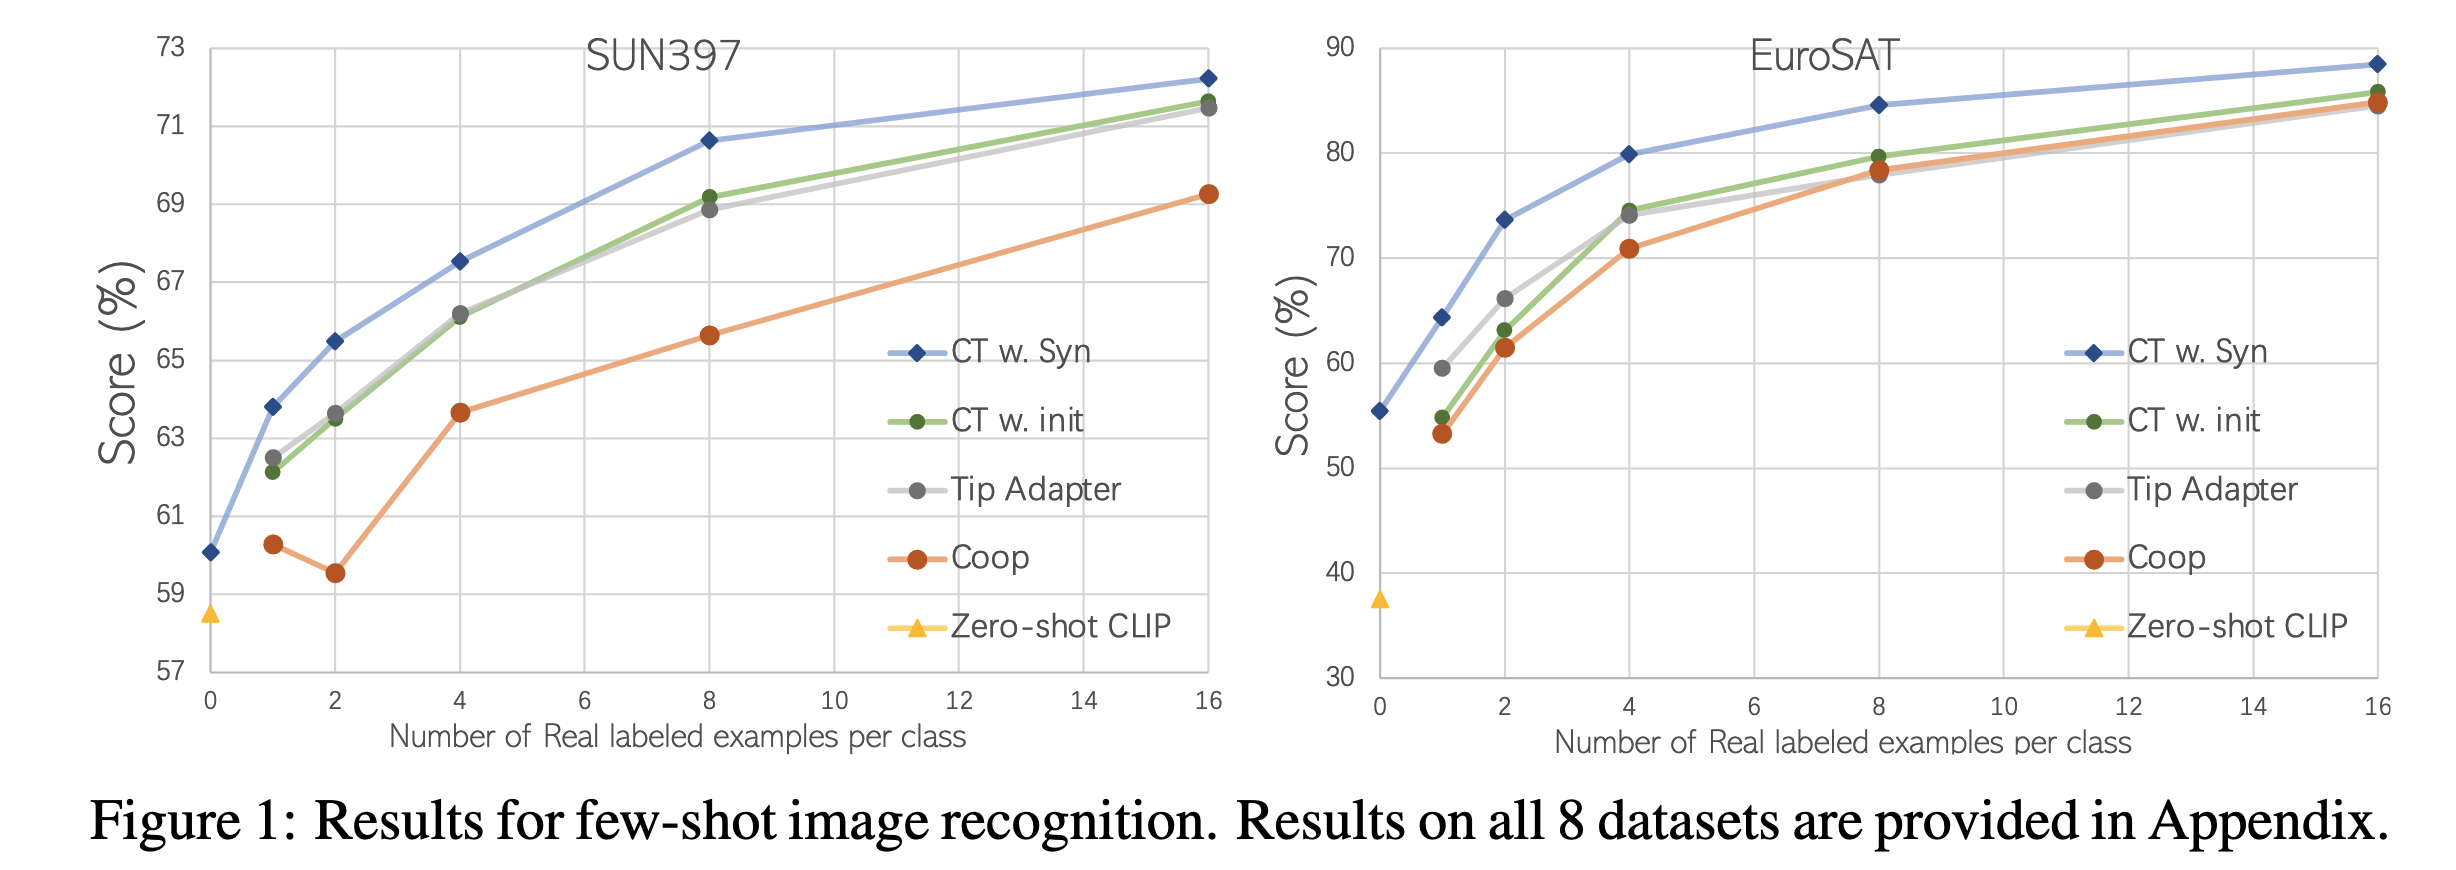 SUN397
73
71
69
67
65
63
61
59
57
Score (%)
CT w. Syn
CT w. init
Tip Adapter
Coop
Zero-shot CLIP
0 2 4 6 8 10 12 14 16
Number of Real labeled examples per class
EuroSAT
90
80
70
60
50
40
30
Score (%)
CT w. Syn
CT w. init
Tip Adapter
Coop
Zero-shot CLIP
0 2 4 6 8 10 12 14 16
Number of Real labeled examples per class
Figure 1: Results for few-shot image recognition. Results on all 8 datasets are provided in Appendix.